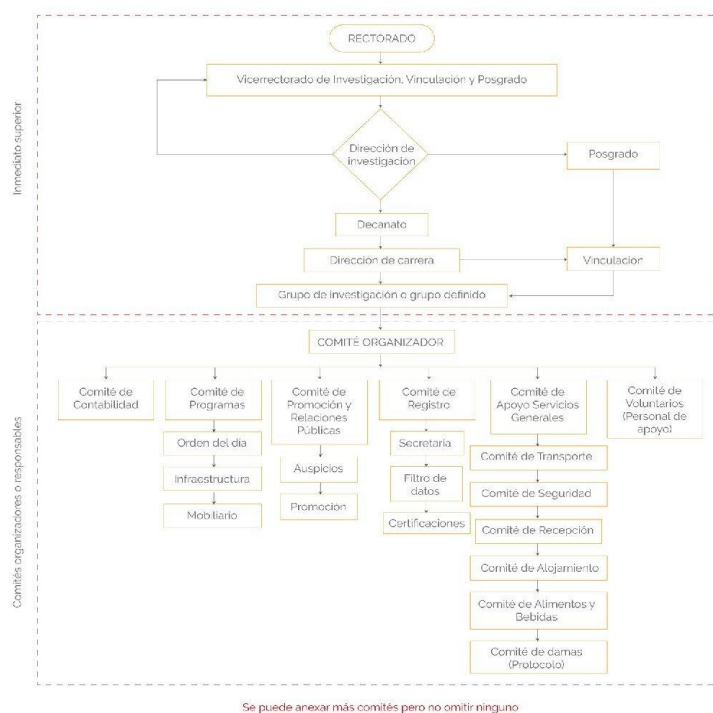 Inmediato superior
RECTORADO
Vicerrectorado de Investigación, Vinculación y Posgrado
Dirección de
investigación
Posgrado
Decanato
Dirección de carrera
Vinculación
Grupo de investigación o grupo definido
Comités organizadores o responsables
COMITÉ ORGANIZADOR
Comité de
Contabilidad
Comité de
Programas
Orden del día
Infraestructura
Mobiliario
Comité de
Promoción y
Relaciones
Públicas
Auspicios
Promoción
Comité de
Registro
Secretaria
Filtro de
datos
Certificaciones
Comité de
Apoyo Servicios
Generales
Comité de Transporte
Comité de Seguridad
Comité de Recepción
Comité de Alojamiento
Comité de Alimentos y
Bebidas
Comité de damas
(Protocolo)
Comité de
Voluntarios
(Personal de
apoyo)
Se puede anexar más comités pero no omitir ninguno